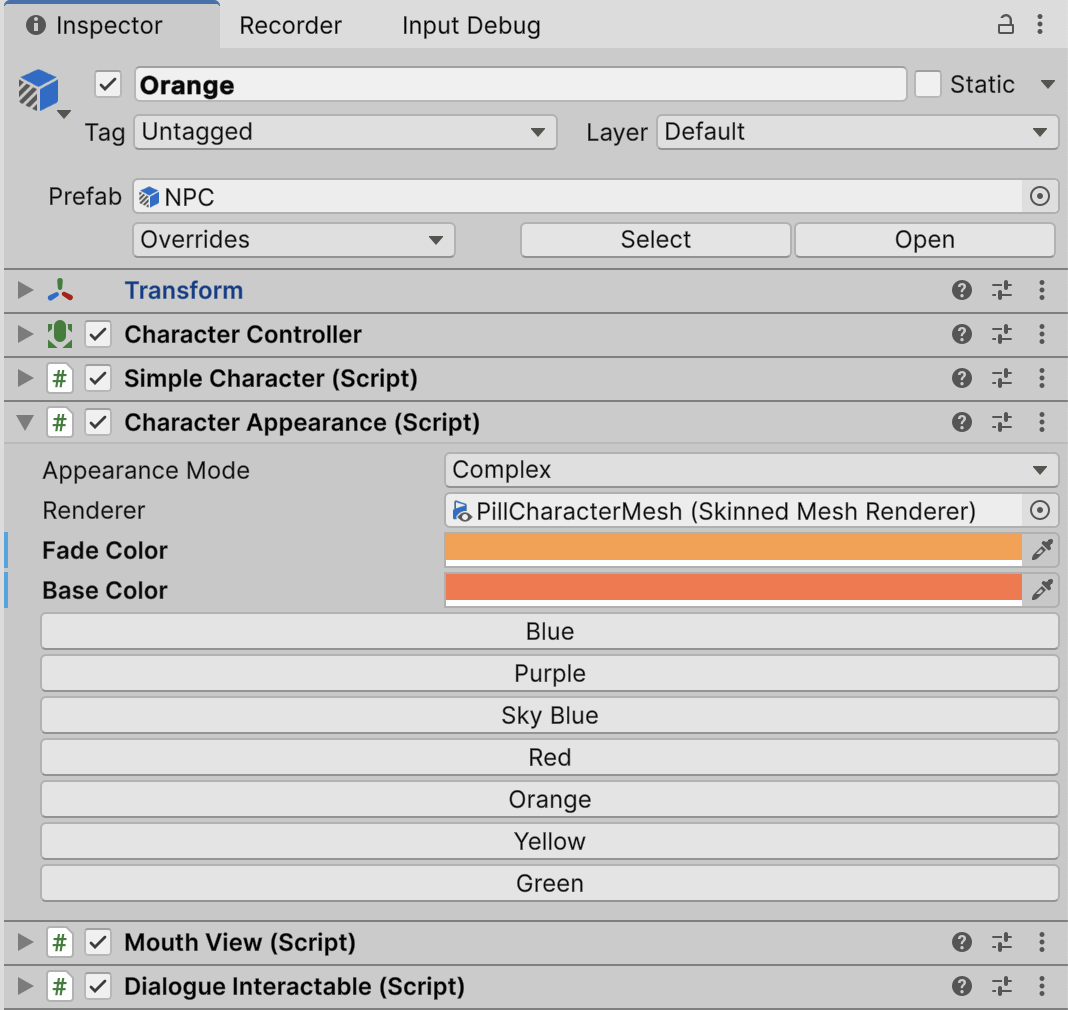 Inspector Recorder Input Debug
Orange Static
Tag Untagged Layer Default
Prefab NPC
Overrides Select Open
Transform
Character Controller
# Simple Character (Script)
# Character Appearance (Script)
Appearance Mode Complex
Renderer PillCharacterMesh (Skinned Mesh Renderer)
Fade Color
Base Color
Blue
Purple
Sky Blue
Red
Orange
Yellow
Green
# Mouth View (Script)
# Dialogue Interactable (Script)